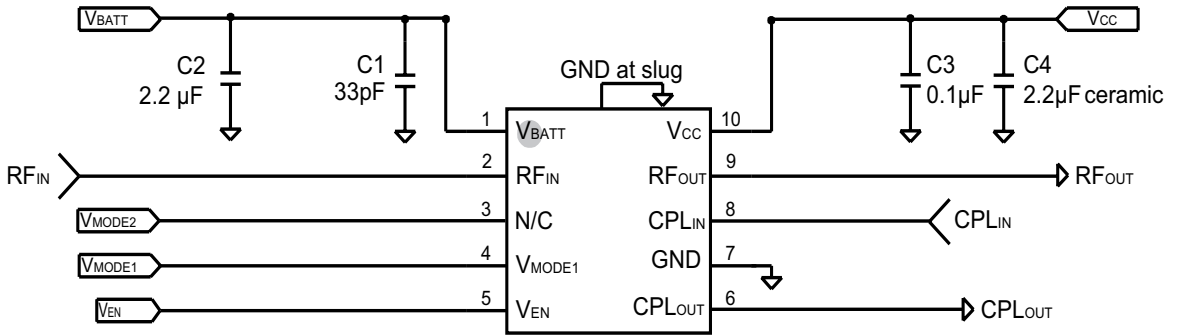 VBATT
VCC
C2
2.2 µF
C1
33pF
GND at slug
C3
0.1µF
C4
2.2µF ceramic
1
VBATT
VCC
10
RFIN
2
RFIN
RFOUT
9
RFOUT
VMODE2
3
N/C
CPLIN
8
CPLIN
VMODE1
4
VMODE1
GND
7
VEN
5
VEN
CPLOUT
6
CPLOUT